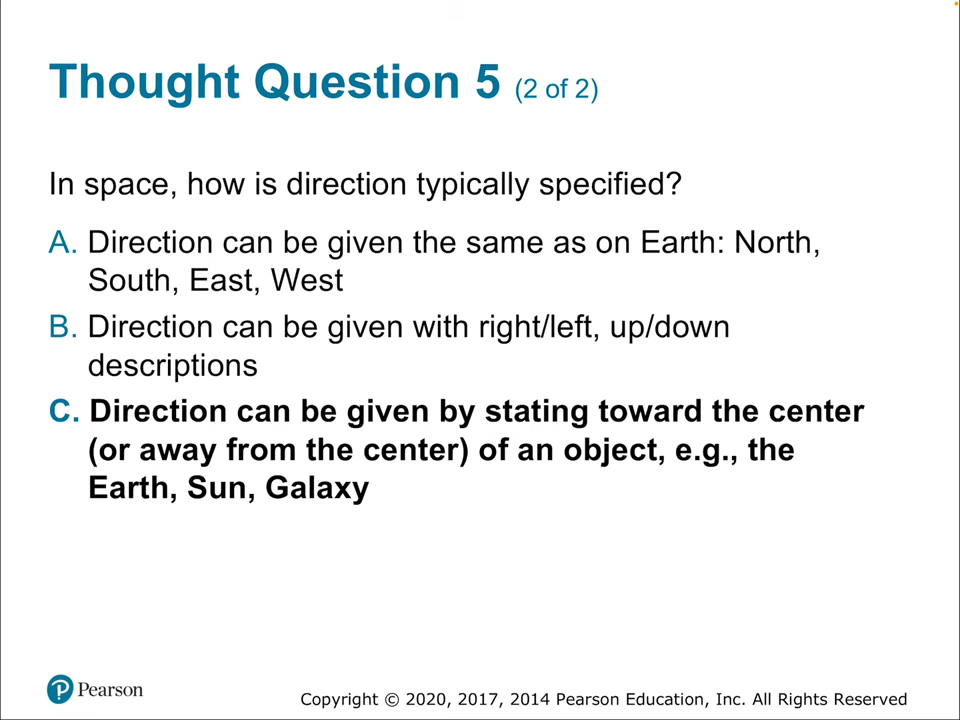 Thought Question 5 (2 of 2)
In space, how is direction typically specified?
A. Direction can be given the same as on Earth: North,
South, East, West
B. Direction can be given with right/left, up/down
descriptions
C. Direction can be given by stating toward the center
(or away from the center) of an object, e.g., the
Earth, Sun, Galaxy
P Pearson
Copyright © 2020, 2017, 2014 Pearson Education, Inc. All Rights Reserved